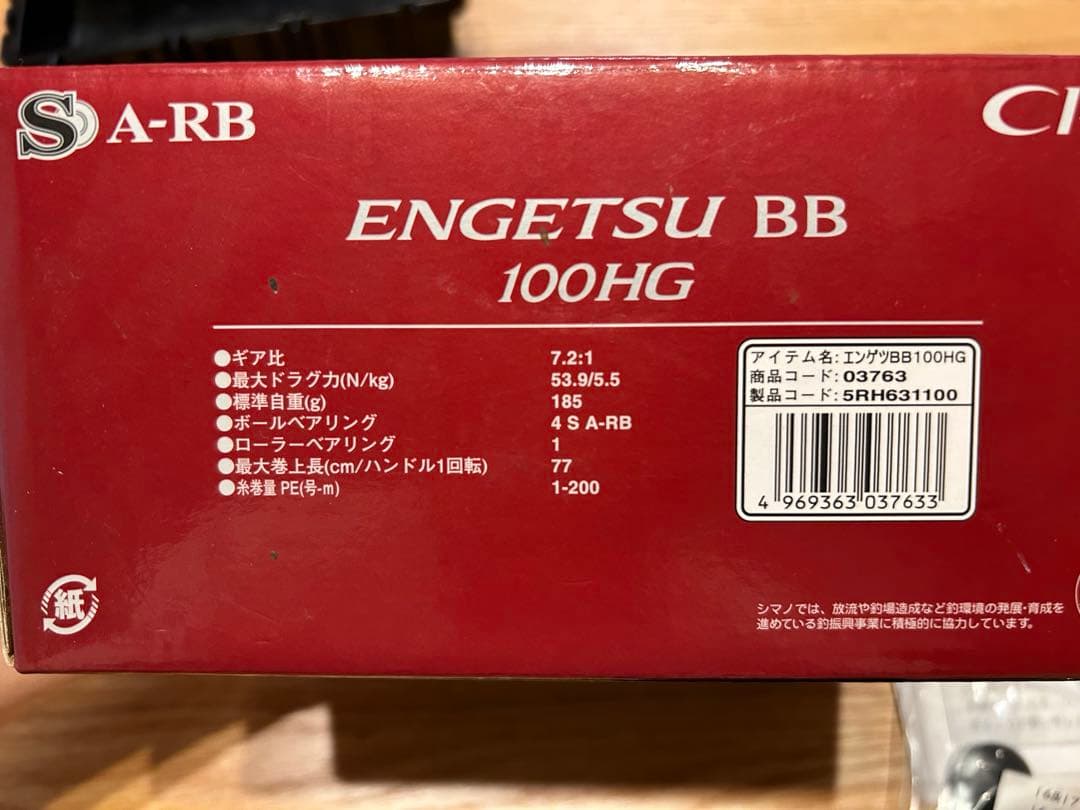 S A-RB
CI
ENGETSU BB
100HG
●ギア比 7.2:1
●最大ドラグ力(N/kg) 53.9/5.5
●標準自重(g) 185
●ボールベアリング 4 S A-RB
●ローラーベアリング 1
●最大巻上長(cm/ハンドル1回転) 77
●糸巻量 PE(号-m) 1-200
アイテム名: エンゲツBB100HG
商品コード: 03763
製品コード: 5RH631100
4 969363 037633
紙
シマノでは、放流や釣場造成など釣環境の発展・育成を
進めている釣振興事業に積極的に協力しています。